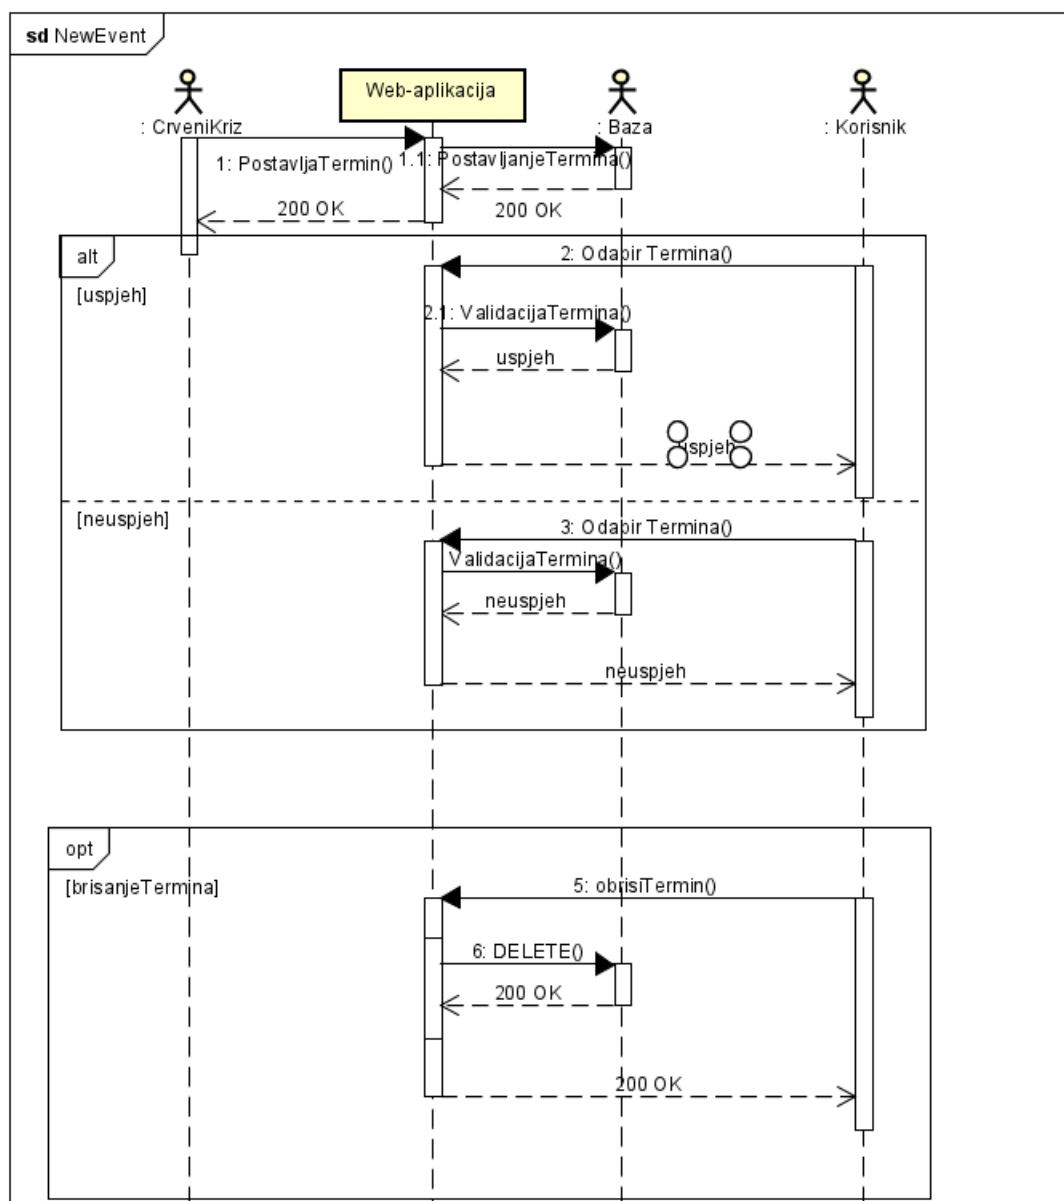 sd NewEvent
Web-aplikacija
: CrveniKriz
: Baza
: Korisnik
1: PostavljaTermin()
1.1: PostavljanjeTermina()
200 OK
200 OK
alt
2: Odabir Termina()
[uspjeh]
2.1: ValidacijaTermina()
uspjeh
uspjeh
[neuspjeh]
3: Odabir Termina()
ValidacijaTermina()
neuspjeh
neuspjeh
opt
[brisanjeTermina]
5: obrisiTermin()
6: DELETE()
200 OK
200 OK